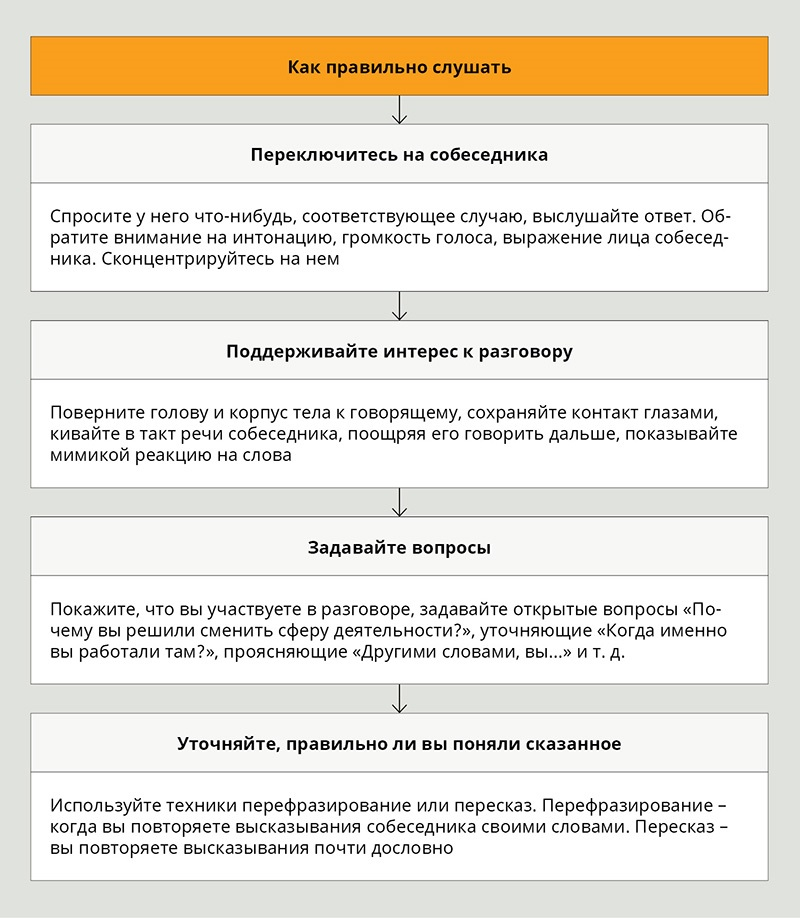 Как правильно слушать
Переключитесь на собеседника
Спросите у него что-нибудь, соответствующее случаю, выслушайте ответ. Об-
ратите внимание на интонацию, громкость голоса, выражение лица собесед-
ника. Сконцентрируйтесь на нем
Поддерживайте интерес к разговору
Поверните голову и корпус тела к говорящему, сохраняйте контакт глазами,
кивайте в такт речи собеседника, поощряя его говорить дальше, показывайте
мимикой реакцию на слова
Задавайте вопросы
Покажите, что вы участвуете в разговоре, задавайте открытые вопросы «По-
чему вы решили сменить сферу деятельности?», уточняющие «Когда именно
вы работали там?», проясняющие «Другими словами, вы...» и т. д.
Уточняйте, правильно ли вы поняли сказанное
Используйте техники перефразирование или пересказ. Перефразирование –
когда вы повторяете высказывания собеседника своими словами. Пересказ –
вы повторяете высказывания почти дословно